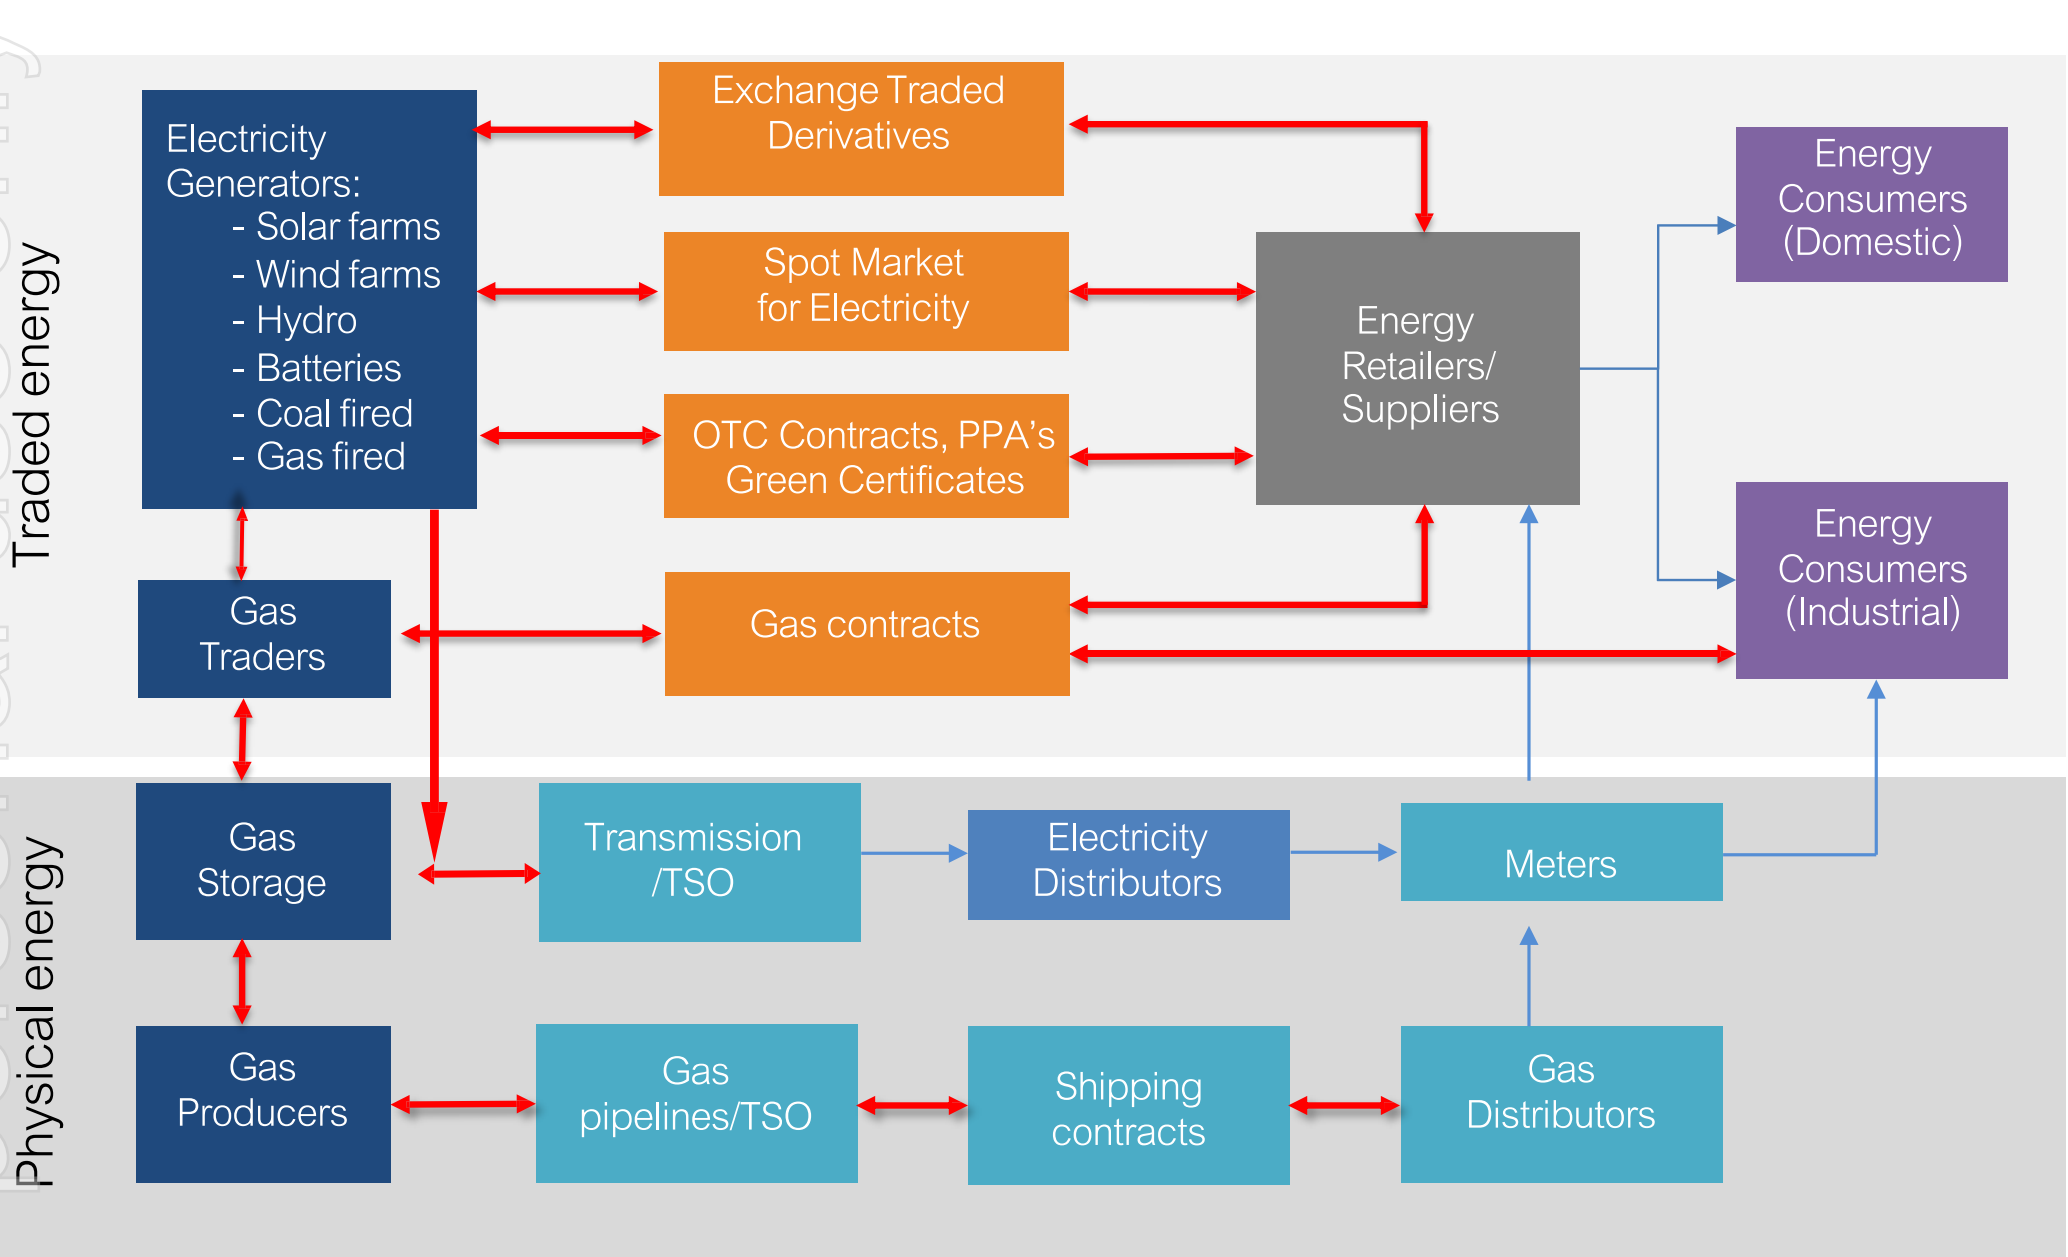 Traded energy
Electricity
Generators:
- Solar farms
- Wind farms
- Hydro
- Batteries
- Coal fired
- Gas fired
Exchange Traded
Derivatives
Spot Market
for Electricity
OTC Contracts, PPA's
Green Certificates
Gas contracts
Gas
Traders
Energy
Retailers/
Suppliers
Energy
Consumers
(Domestic)
Energy
Consumers
(Industrial)
Physical energy
Gas
Storage
Transmission
/TSO
Electricity
Distributors
Meters
Gas
Producers
Gas
pipelines/TSO
Shipping
contracts
Gas
Distributors